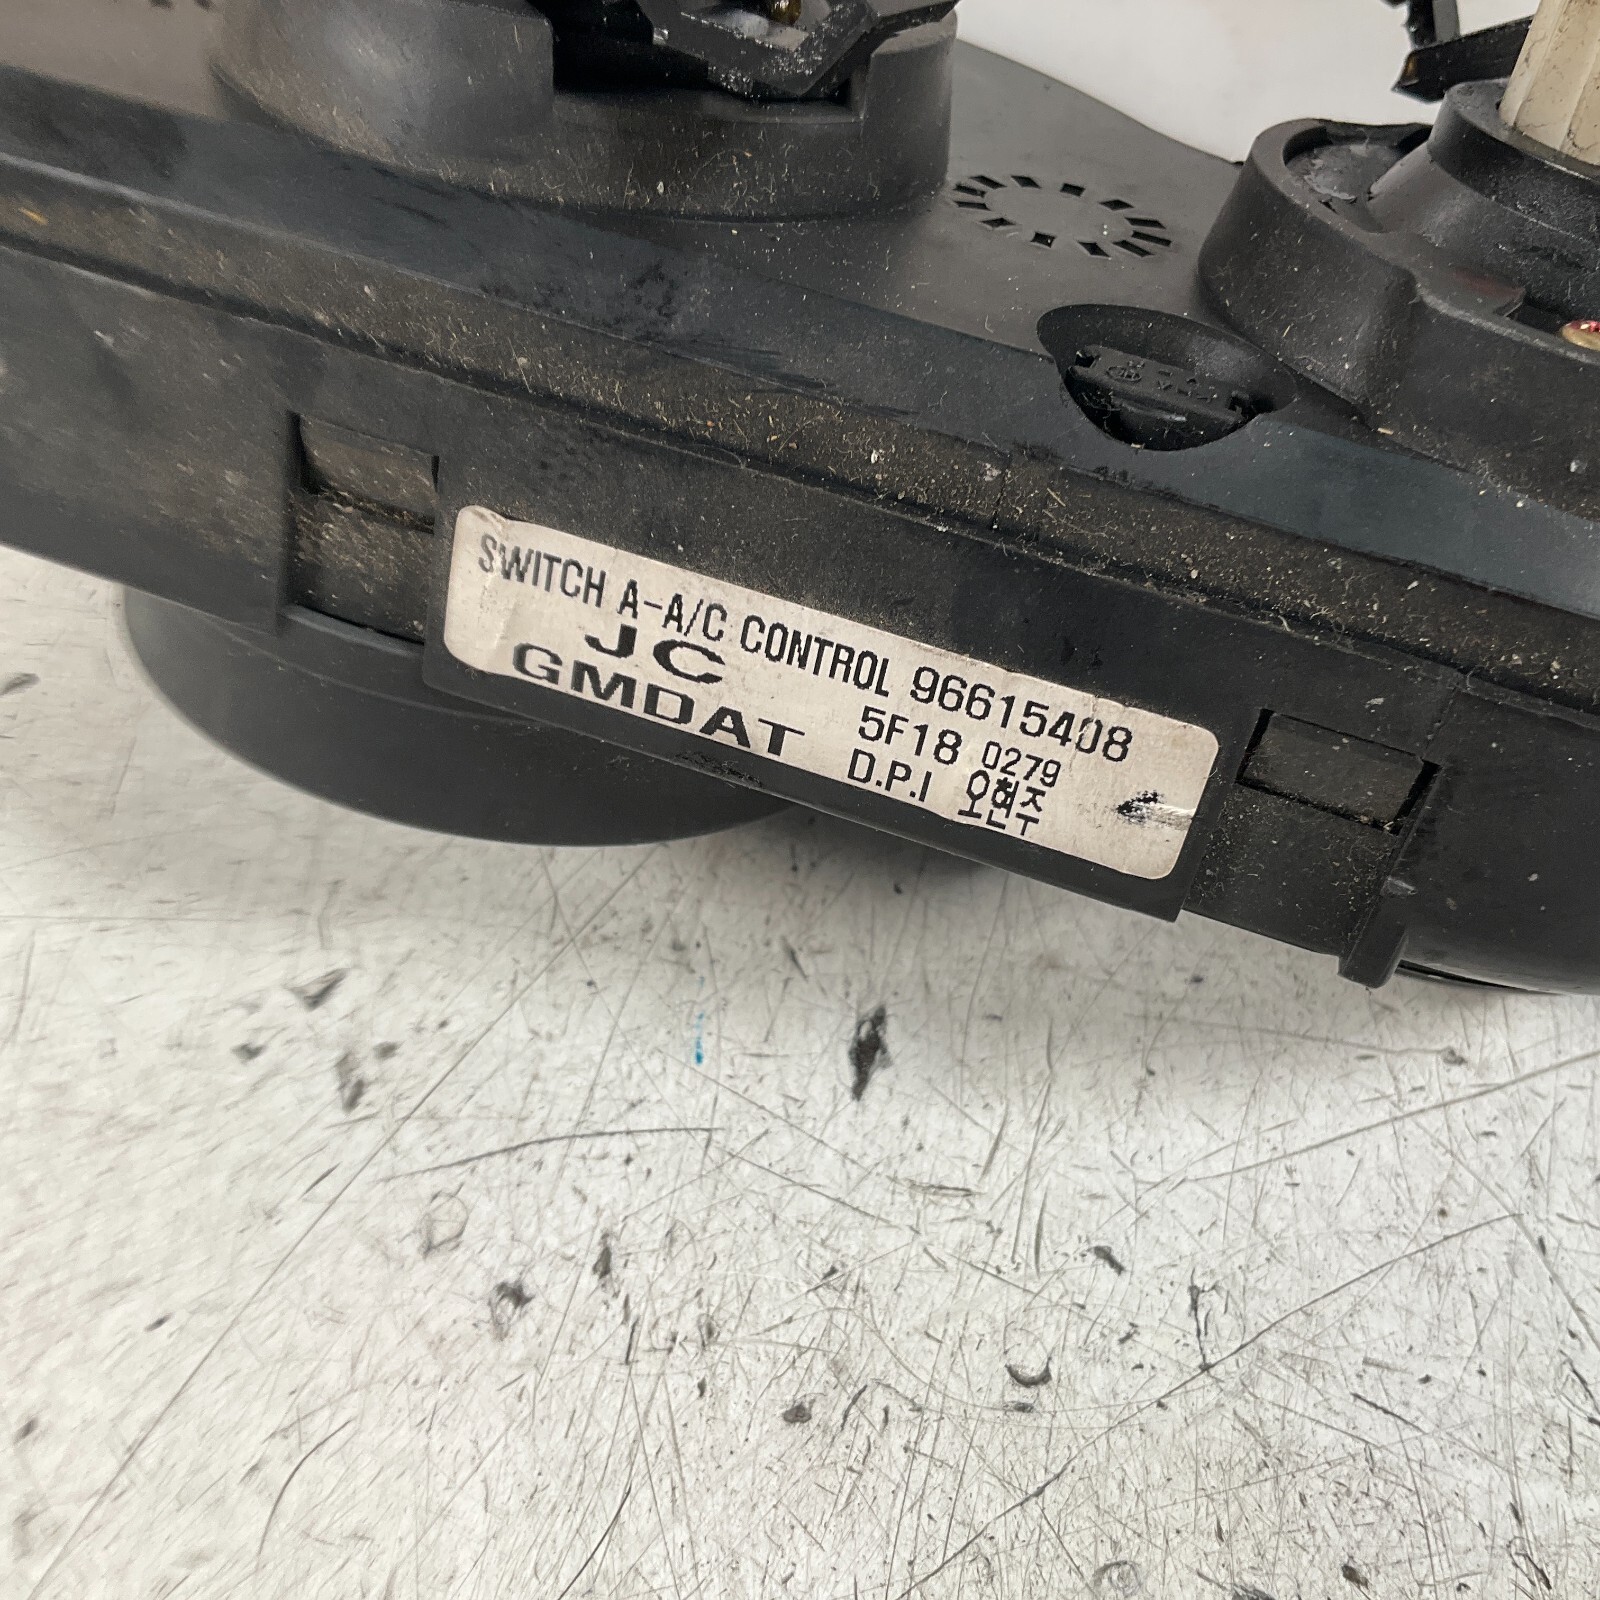 SWITCH A-A/C CONTROL 96615408
JC 5F18 0279
GMDAT D.P.I 오현주